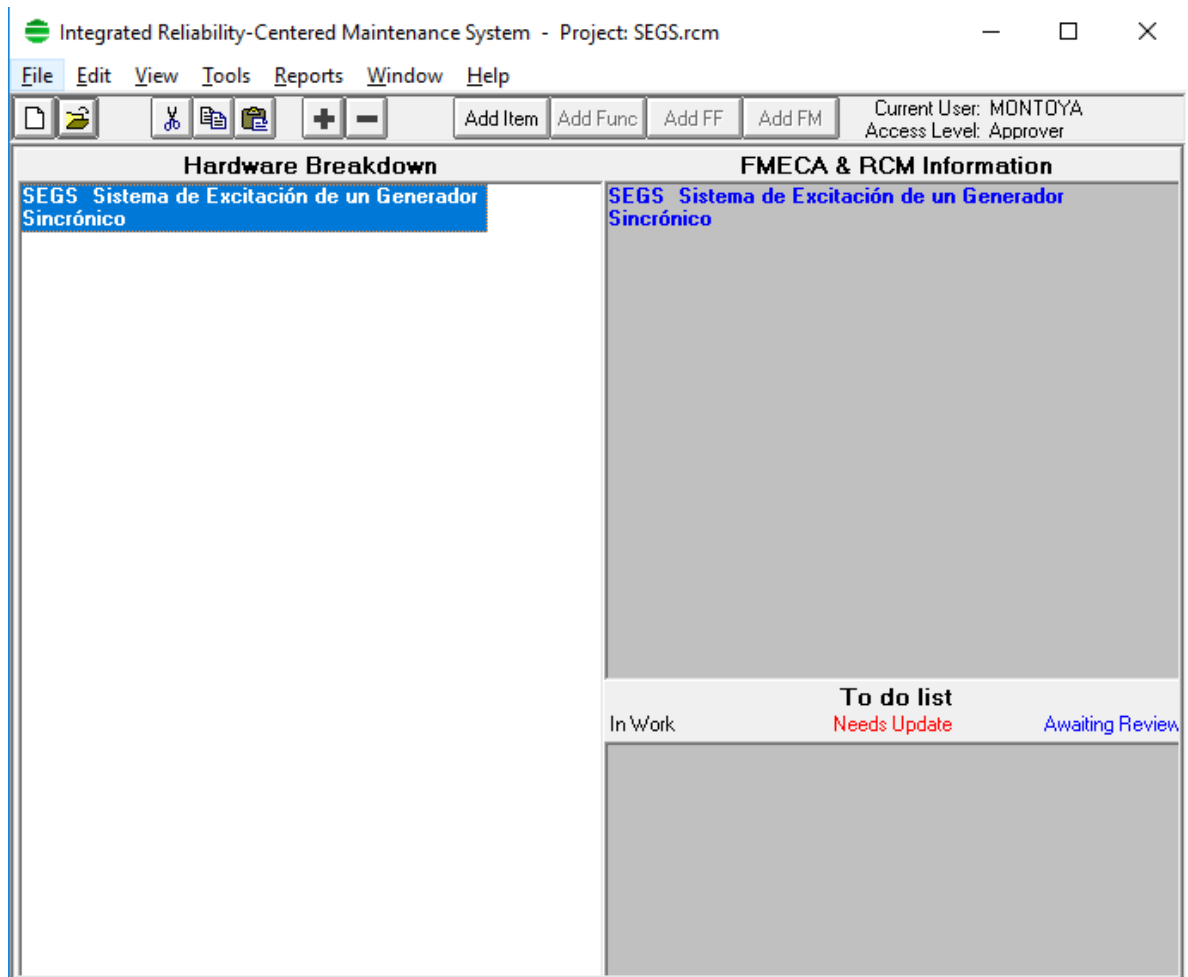 Integrated Reliability-Centered Maintenance System - Project: SEGS.rcm
File Edit View Tools Reports Window Help
Add Item Add Func Add FF Add FM
Current User: MONTOYA
Access Level: Approver
Hardware Breakdown
SEGS Sistema de Excitación de un Generador
Sincrónico
FMECA & RCM Information
SEGS Sistema de Excitación de un Generador
Sincrónico
To do list
In Work Needs Update Awaiting Review